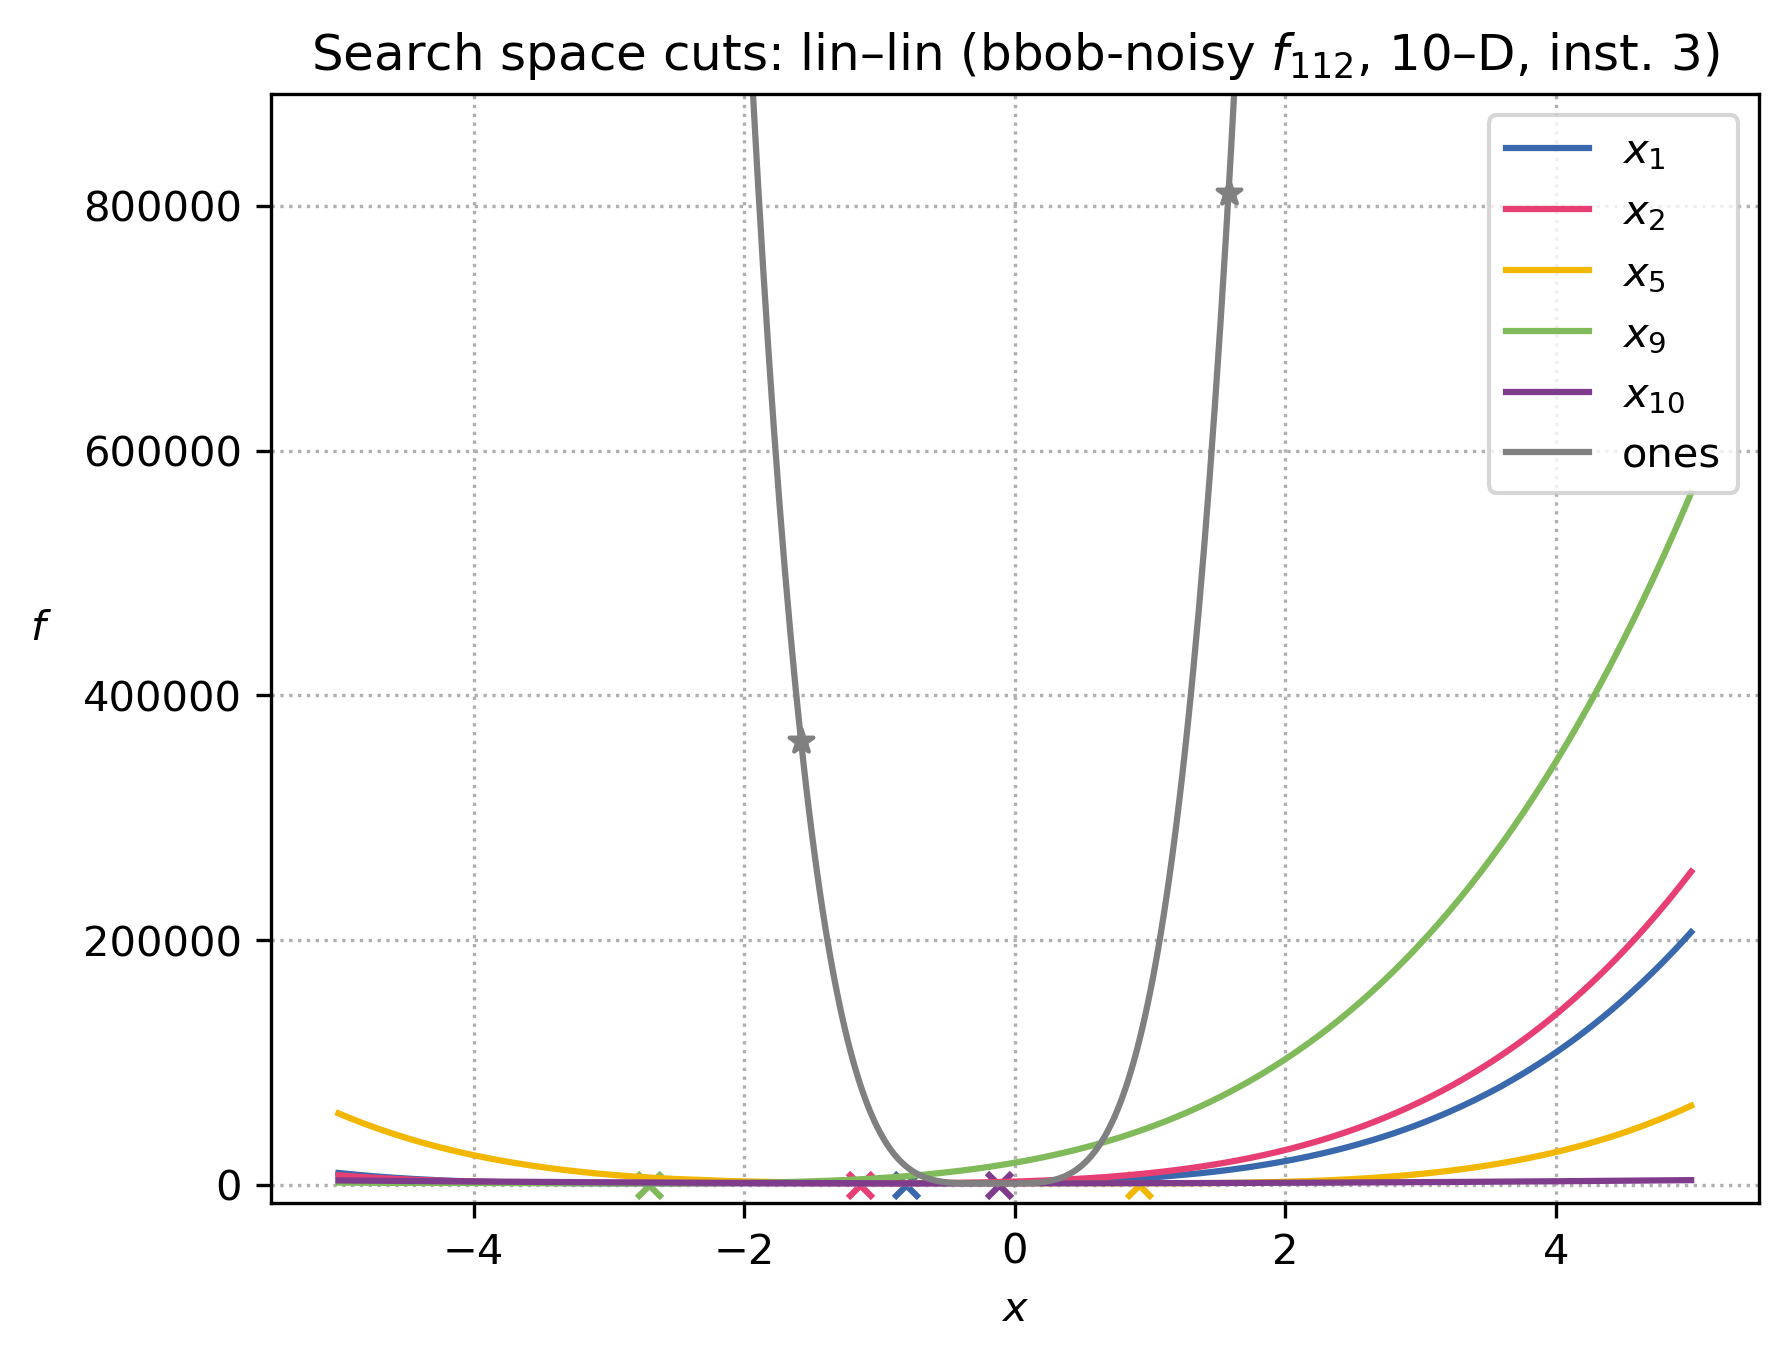 Search space cuts: lin–lin (bbob-noisy f₁₁₂, 10–D, inst. 3)
x₁
x₂
x₅
x₉
x₁₀
ones
800000
600000
400000
200000
0
f
−4
−2
0
2
4
x